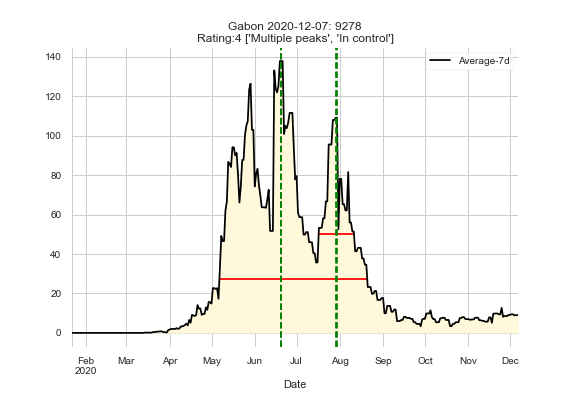 Gabon 2020-12-07: 9278
Rating:4 ['Multiple peaks', 'In control']
Average-7d
140
120
100
80
60
40
20
0
Feb Mar Apr May Jun Jul Aug Sep Oct Nov Dec
2020
Date